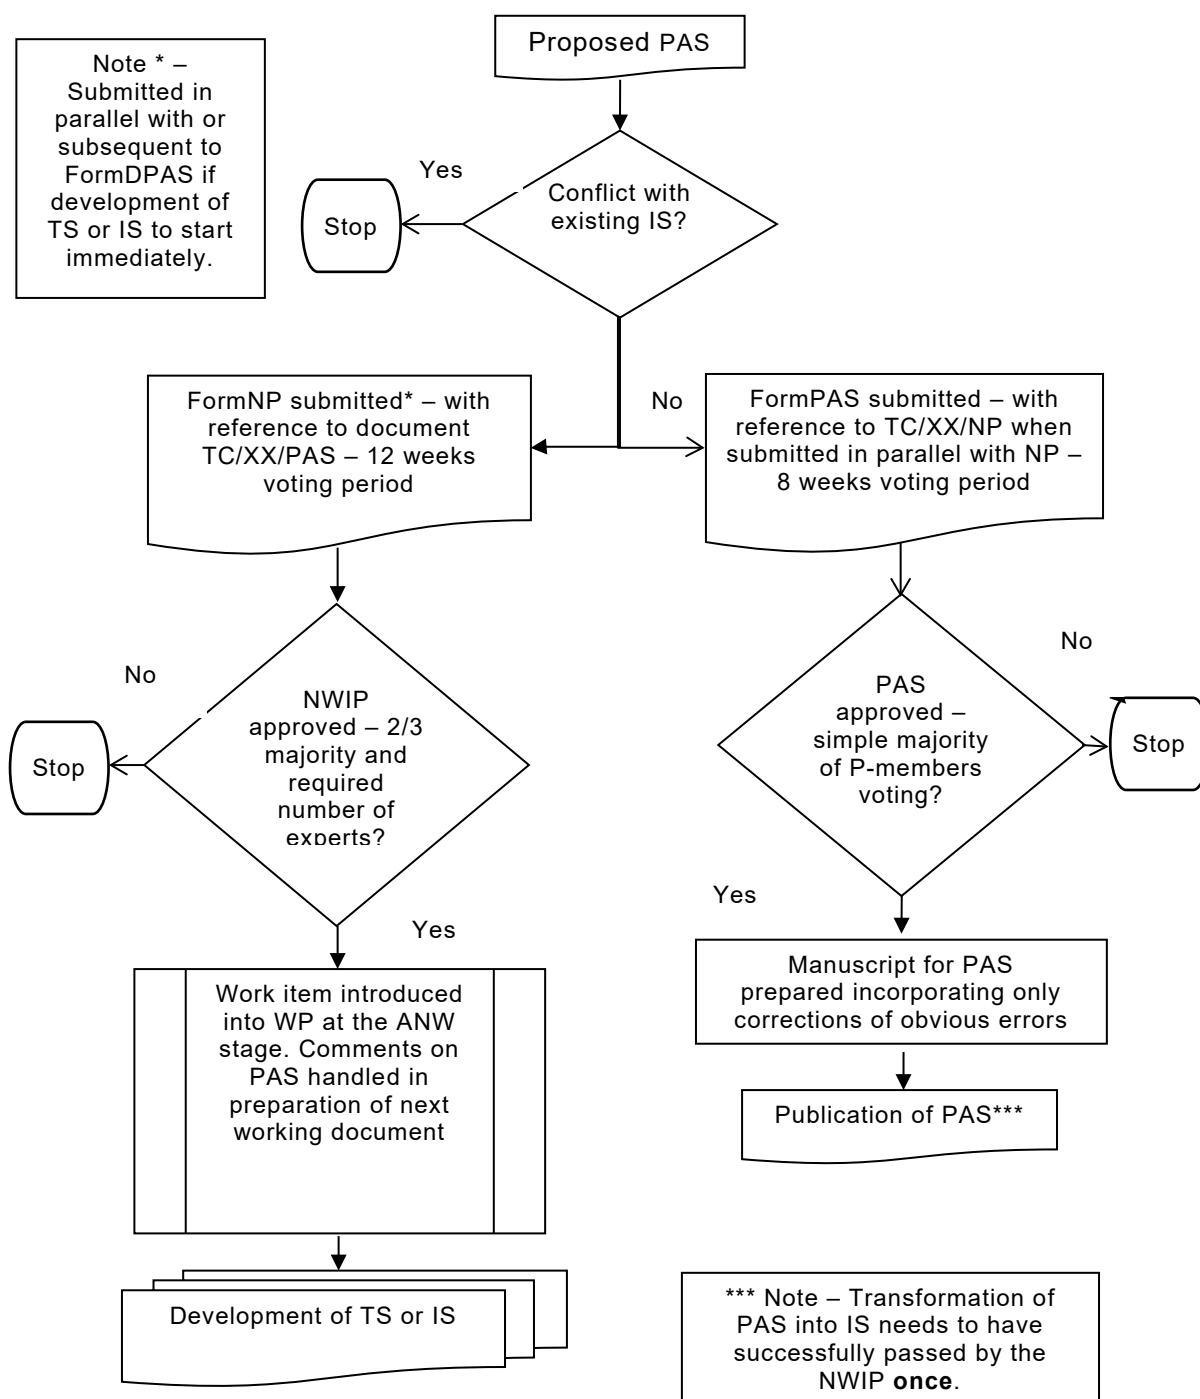 Proposed PAS
Note * –
Submitted in
parallel with or
subsequent to
FormDPAS if
development of
TS or IS to start
immediately.
Yes
Stop
Conflict with
existing IS?
FormNP submitted* – with
reference to document
TC/XX/PAS – 12 weeks
voting period
No
FormPAS submitted – with
reference to TC/XX/NP when
submitted in parallel with NP –
8 weeks voting period
No
Stop
NWIP
approved – 2/3
majority and
required
number of
experts?
Yes
No
PAS
approved –
simple majority
of P-members
voting?
Stop
Yes
Work item introduced
into WP at the ANW
stage. Comments on
PAS handled in
preparation of next
working document
Manuscript for PAS
prepared incorporating only
corrections of obvious errors
Publication of PAS***
Development of TS or IS
*** Note – Transformation of
PAS into IS needs to have
successfully passed by the
NWIP once.